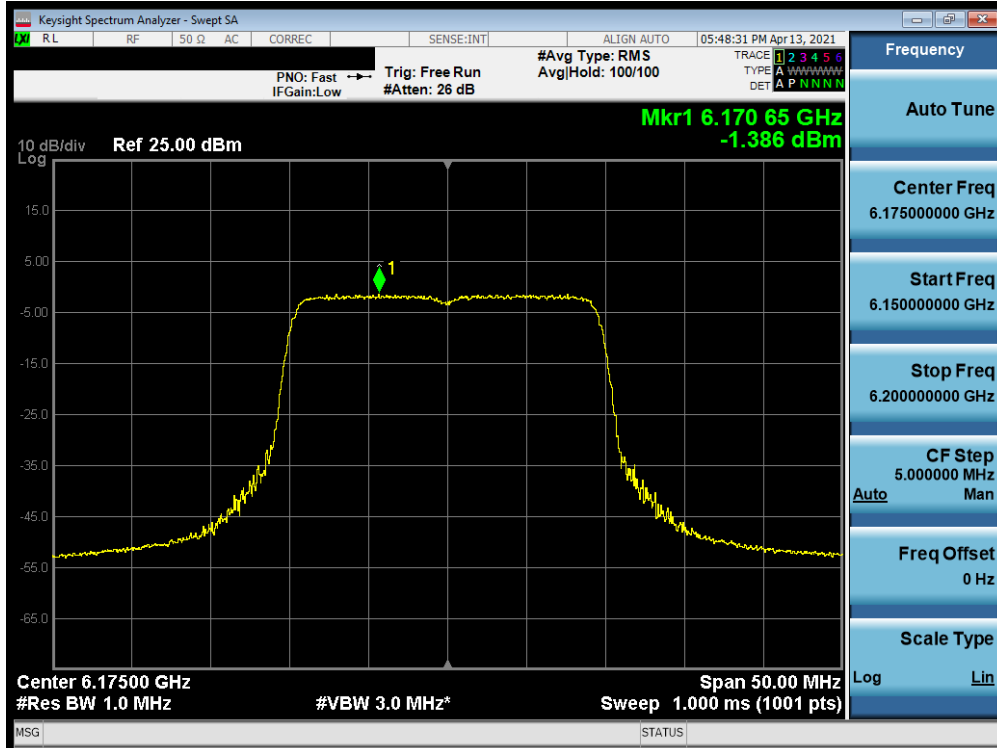 Keysight Spectrum Analyzer - Swept SA
LXI RL RF 50 Ω AC CORREC SENSE:INT ALIGN AUTO 05:48:31 PM Apr 13, 2021
PNO: Fast
IFGain:Low
Trig: Free Run
#Atten: 26 dB
#Avg Type: RMS
Avg|Hold: 100/100
TRACE 1 2 3 4 5 6
TYPE A WWWWW
DET A P N N N N
Mkr1 6.170 65 GHz
-1.386 dBm
10 dB/div Ref 25.00 dBm
Log
15.0
5.00
-5.00
-15.0
-25.0
-35.0
-45.0
-55.0
-65.0
1
Center 6.17500 GHz
#Res BW 1.0 MHz
#VBW 3.0 MHz*
Span 50.00 MHz
Sweep 1.000 ms (1001 pts)
MSG STATUS
Frequency
Auto Tune
Center Freq
6.175000000 GHz
Start Freq
6.150000000 GHz
Stop Freq
6.200000000 GHz
CF Step
5.000000 MHz
Auto Man
Freq Offset
0 Hz
Scale Type
Log Lin